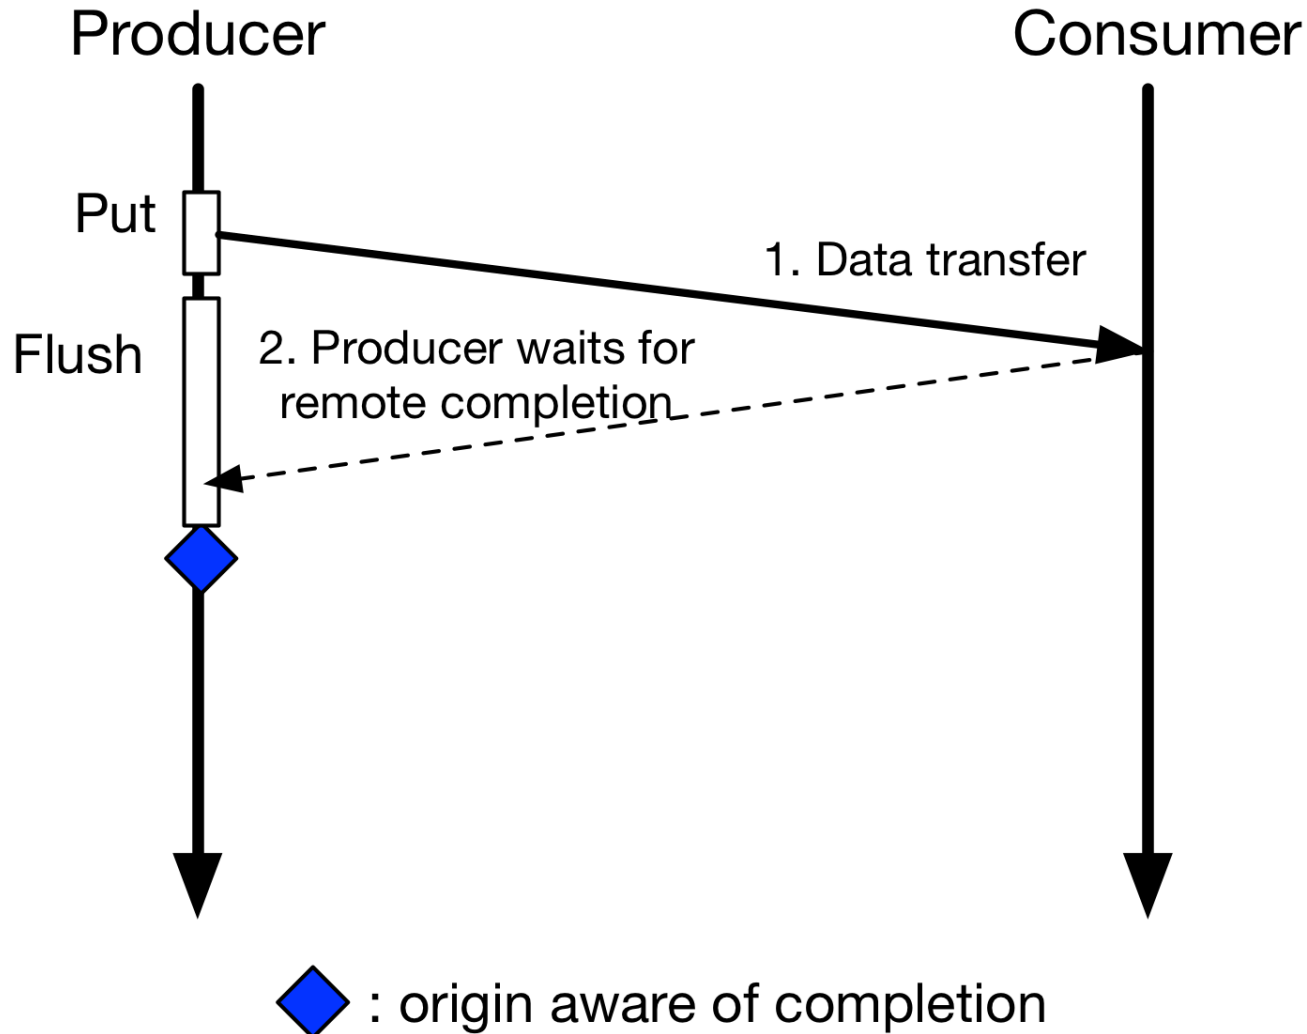 Producer
Consumer
Put
1. Data transfer
Flush
2. Producer waits for
remote completion
: origin aware of completion